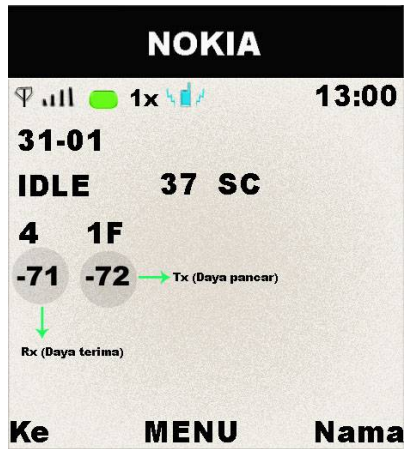 NOKIA
1x 13:00
31-01
IDLE 37 SC
4 1F
-71 -72 Tx (Daya pancar)
Rx (Daya terima)
Ke MENU Nama